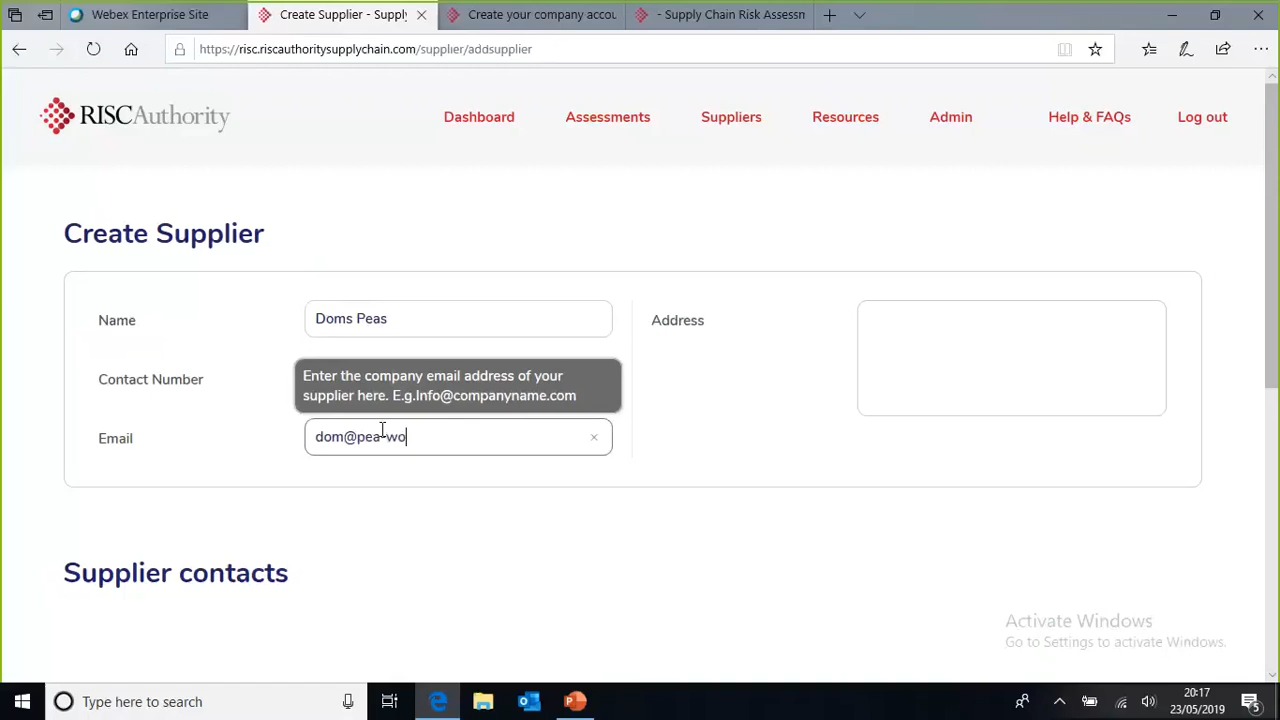 Webex Enterprise Site
Create Supplier - Supply
Create your company accou
- Supply Chain Risk Assessm
https://risc.riscauthoritysupplychain.com/supplier/addsupplier
RISCAuthority
Dashboard
Assessments
Suppliers
Resources
Admin
Help & FAQs
Log out
Create Supplier
Name
Doms Peas
Address
Contact Number
Enter the company email address of your
supplier here. E.g.Info@companyname.com
Email
dom@pea-wo
Supplier contacts
Activate Windows
Go to Settings to activate Windows.
Type here to search
20:17
23/05/2019
5